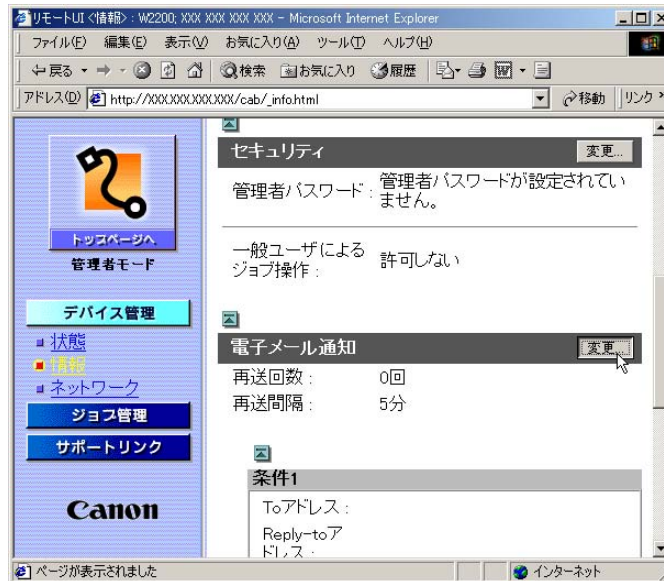 リモートUI <情報> : W2200; XXX XXX XXX XXX - Microsoft Internet Explorer
ファイル(F) 編集(E) 表示(V) お気に入り(A) ツール(T) ヘルプ(H)
戻る 検索 お気に入り 履歴
アドレス(D) http://XXX.XXX.XXX.XXX/cab/_info.html 移動 リンク »
トップページへ
管理者モード
デバイス管理
状態
情報
ネットワーク
ジョブ管理
サポートリンク
Canon
セキュリティ 変更...
管理者パスワード : 管理者パスワードが設定されてい
ません。
一般ユーザによる
ジョブ操作 : 許可しない
電子メール通知 変更...
再送回数 : 0回
再送間隔 : 5分
条件1
Toアドレス :
Reply-toア
ドレス :
ページが表示されました インターネット